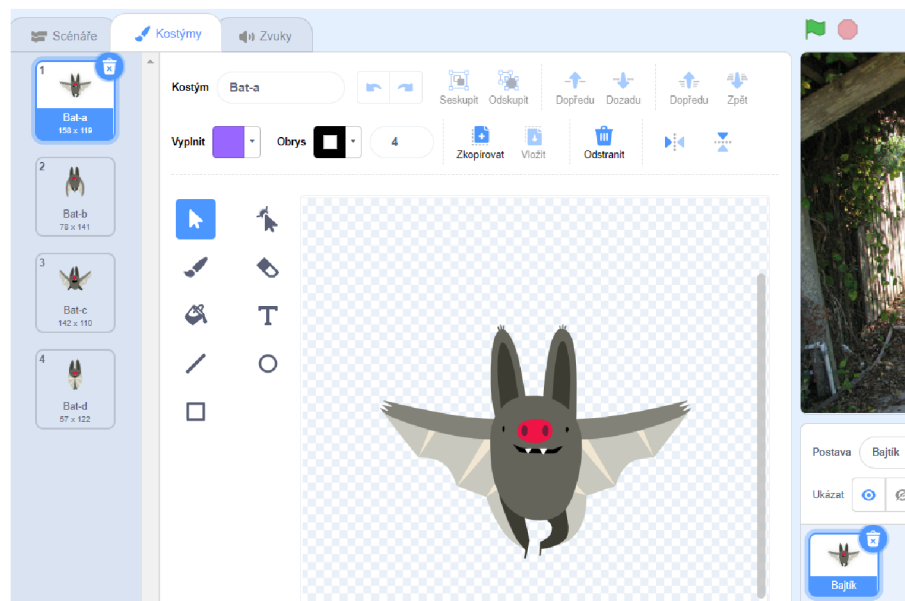 Scénáře
Kostýmy
Zvuky
1
Bat-a
158 x 119
2
Bat-b
78 x 141
3
Bat-c
142 x 110
4
Bat-d
57 x 122
Kostým
Bat-a
Seskupit
Odskupit
Dopředu
Dozadu
Dopředu
Zpět
Vyplnit
Obrys
4
Zkopírovat
Vložit
Odstranit
T
Postava
Bajtík
Ukázat
Bajtík